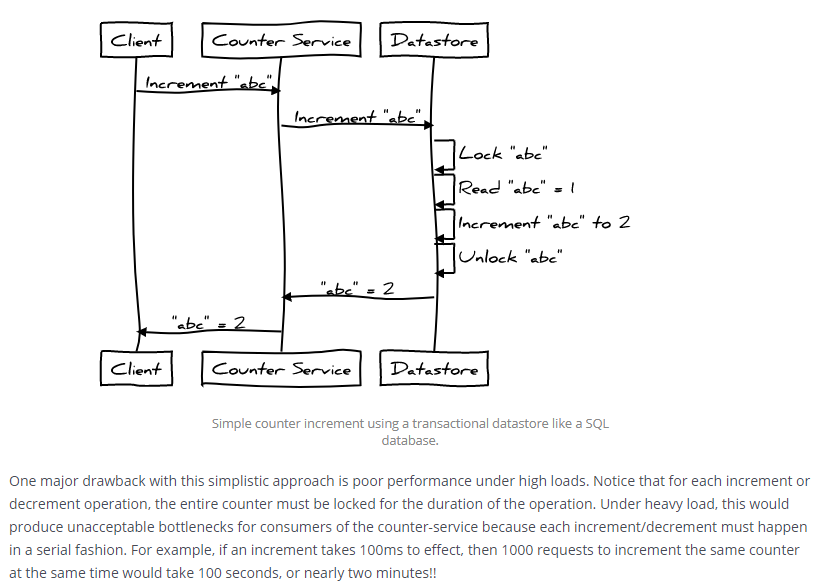 Client Counter Service Datastore
Increment "abc"
Increment "abc"
Lock "abc"
Read "abc" = 1
Increment "abc" to 2
Unlock "abc"
"abc" = 2
"abc" = 2
Client Counter Service Datastore
Simple counter increment using a transactional datastore like a SQL
database.
One major drawback with this simplistic approach is poor performance under high loads. Notice that for each increment or
decrement operation, the entire counter must be locked for the duration of the operation. Under heavy load, this would
produce unacceptable bottlenecks for consumers of the counter-service because each increment/decrement must happen
in a serial fashion. For example, if an increment takes 100ms to effect, then 1000 requests to increment the same counter
at the same time would take 100 seconds, or nearly two minutes!!